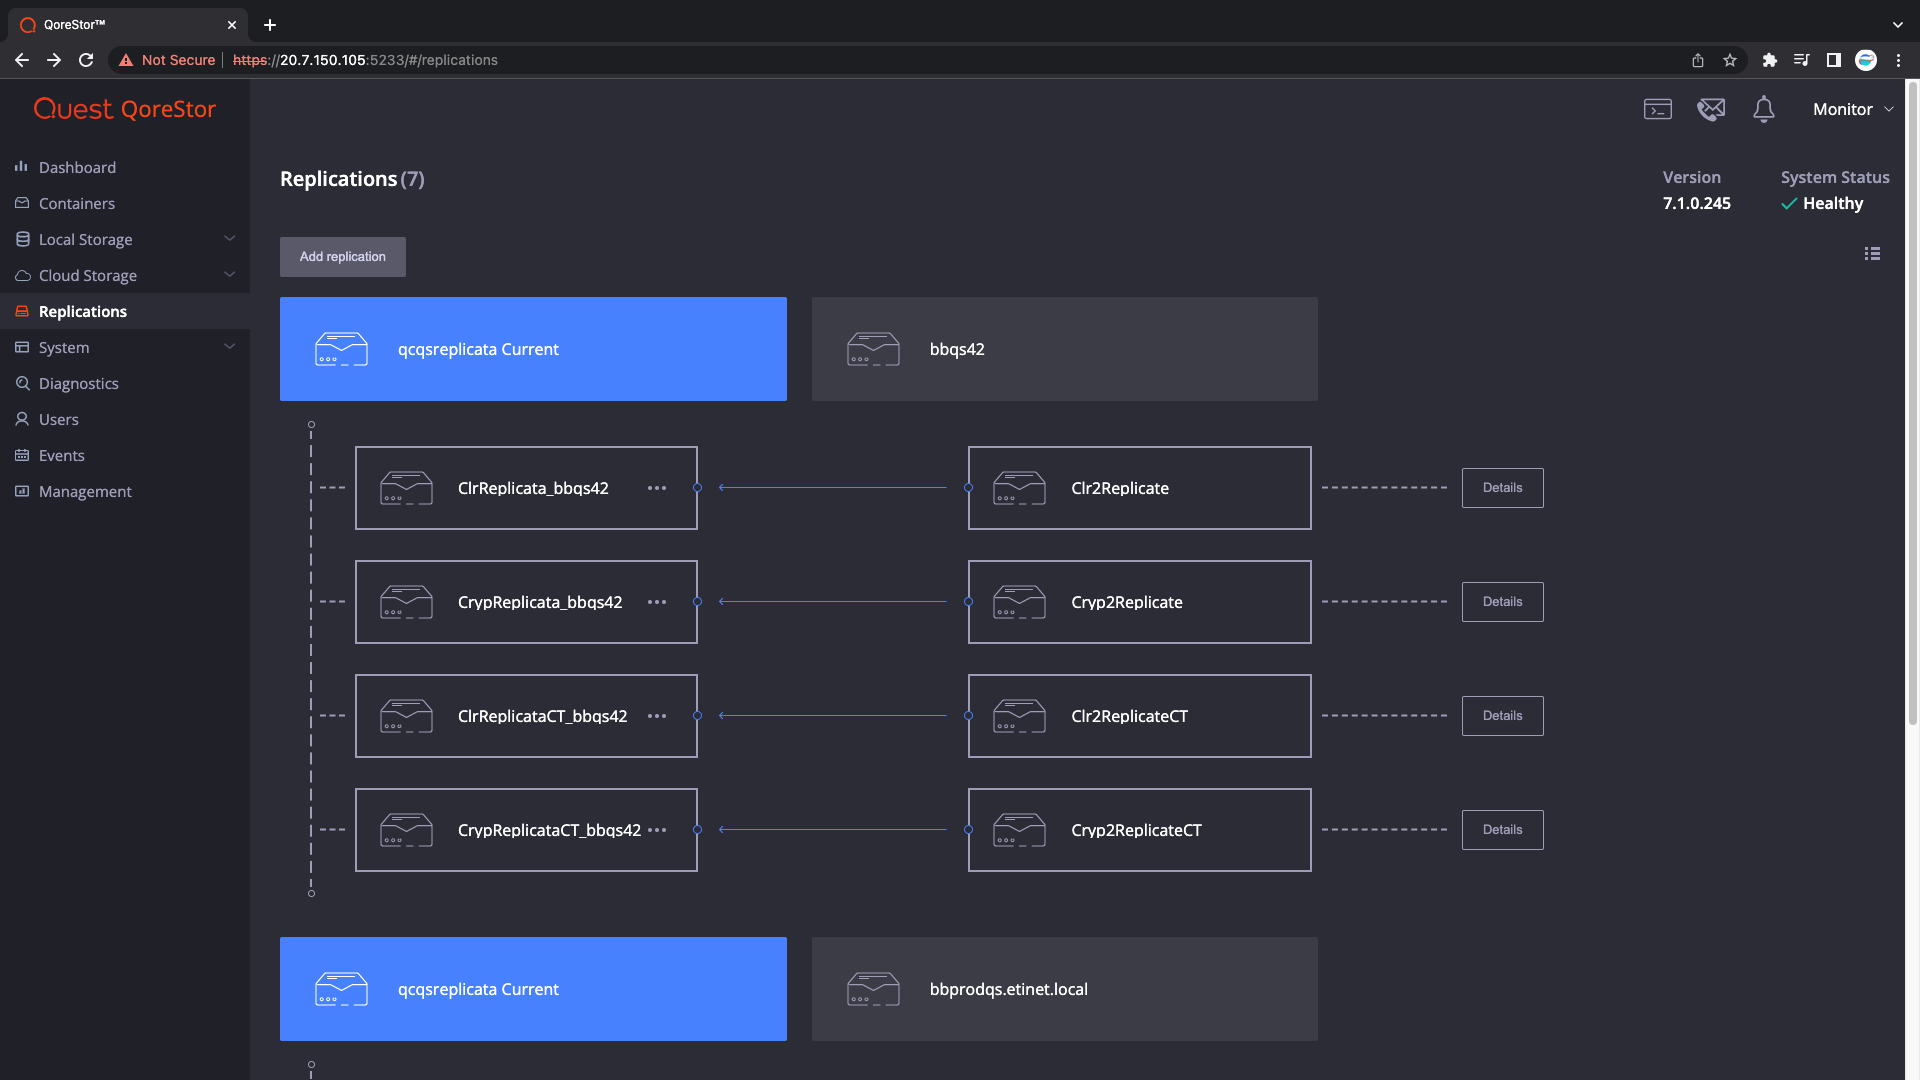 QoreStor™
Not Secure https://20.7.150.105:5233/#/replications
Quest QoreStor
Monitor
Dashboard
Containers
Local Storage
Cloud Storage
Replications
System
Diagnostics
Users
Events
Management
Replications (7)
Version
7.1.0.245
System Status
Healthy
Add replication
qcqsreplicata Current
bbqs42
ClrReplicata_bbqs42
Clr2Replicate
Details
CrypReplicata_bbqs42
Cryp2Replicate
Details
ClrReplicataCT_bbqs42
Clr2ReplicateCT
Details
CrypReplicataCT_bbqs42
Cryp2ReplicateCT
Details
qcqsreplicata Current
bbprodqs.etinet.local